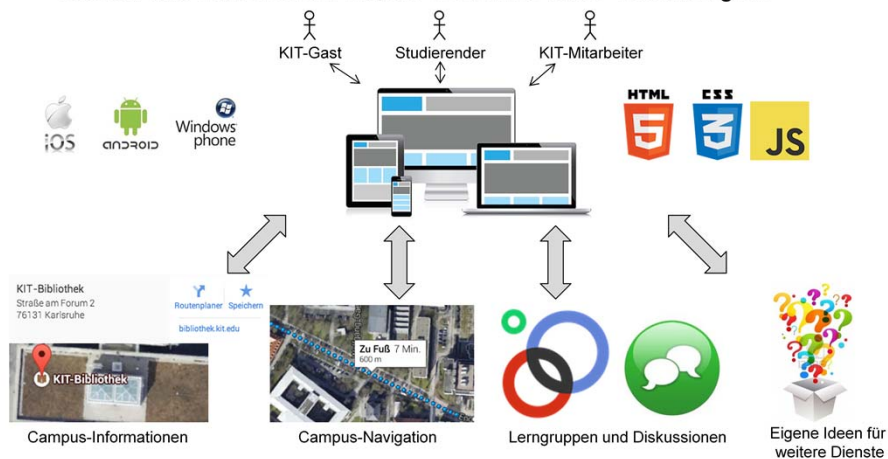 KIT-Gast
Studierender
KIT-Mitarbeiter
iOS
android
Windows
phone
HTML
5
CSS
3
JS
KIT-Bibliothek
Straße am Forum 2
76131 Karlsruhe
Routenplaner
Speichern
bibliothek.kit.edu
KIT-Bibliothek
Zu Fuß 7 Min.
600 m
Campus-Informationen
Campus-Navigation
Lerngruppen und Diskussionen
Eigene Ideen für
weitere Dienste